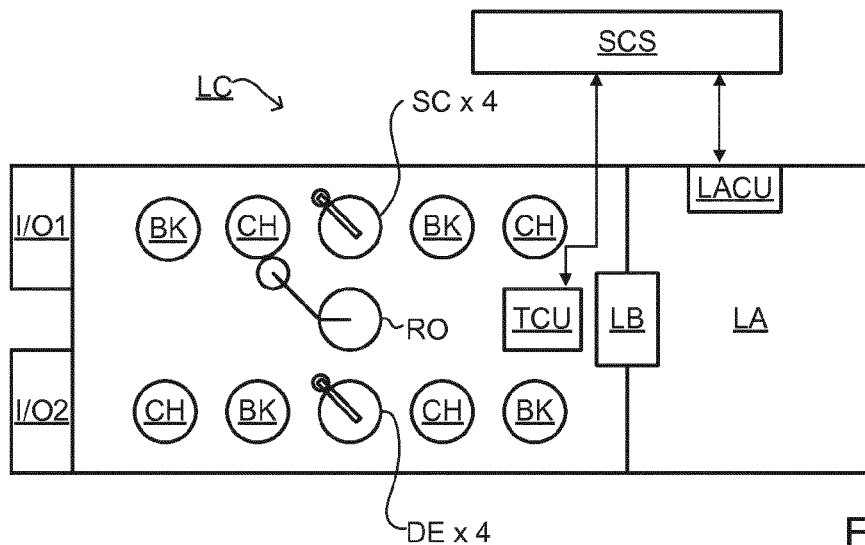 SCS
LC
SC x 4
LACU
I/O1
BK
CH
BK
CH
RO
TCU
LB
LA
I/O2
CH
BK
CH
BK
DE x 4
F